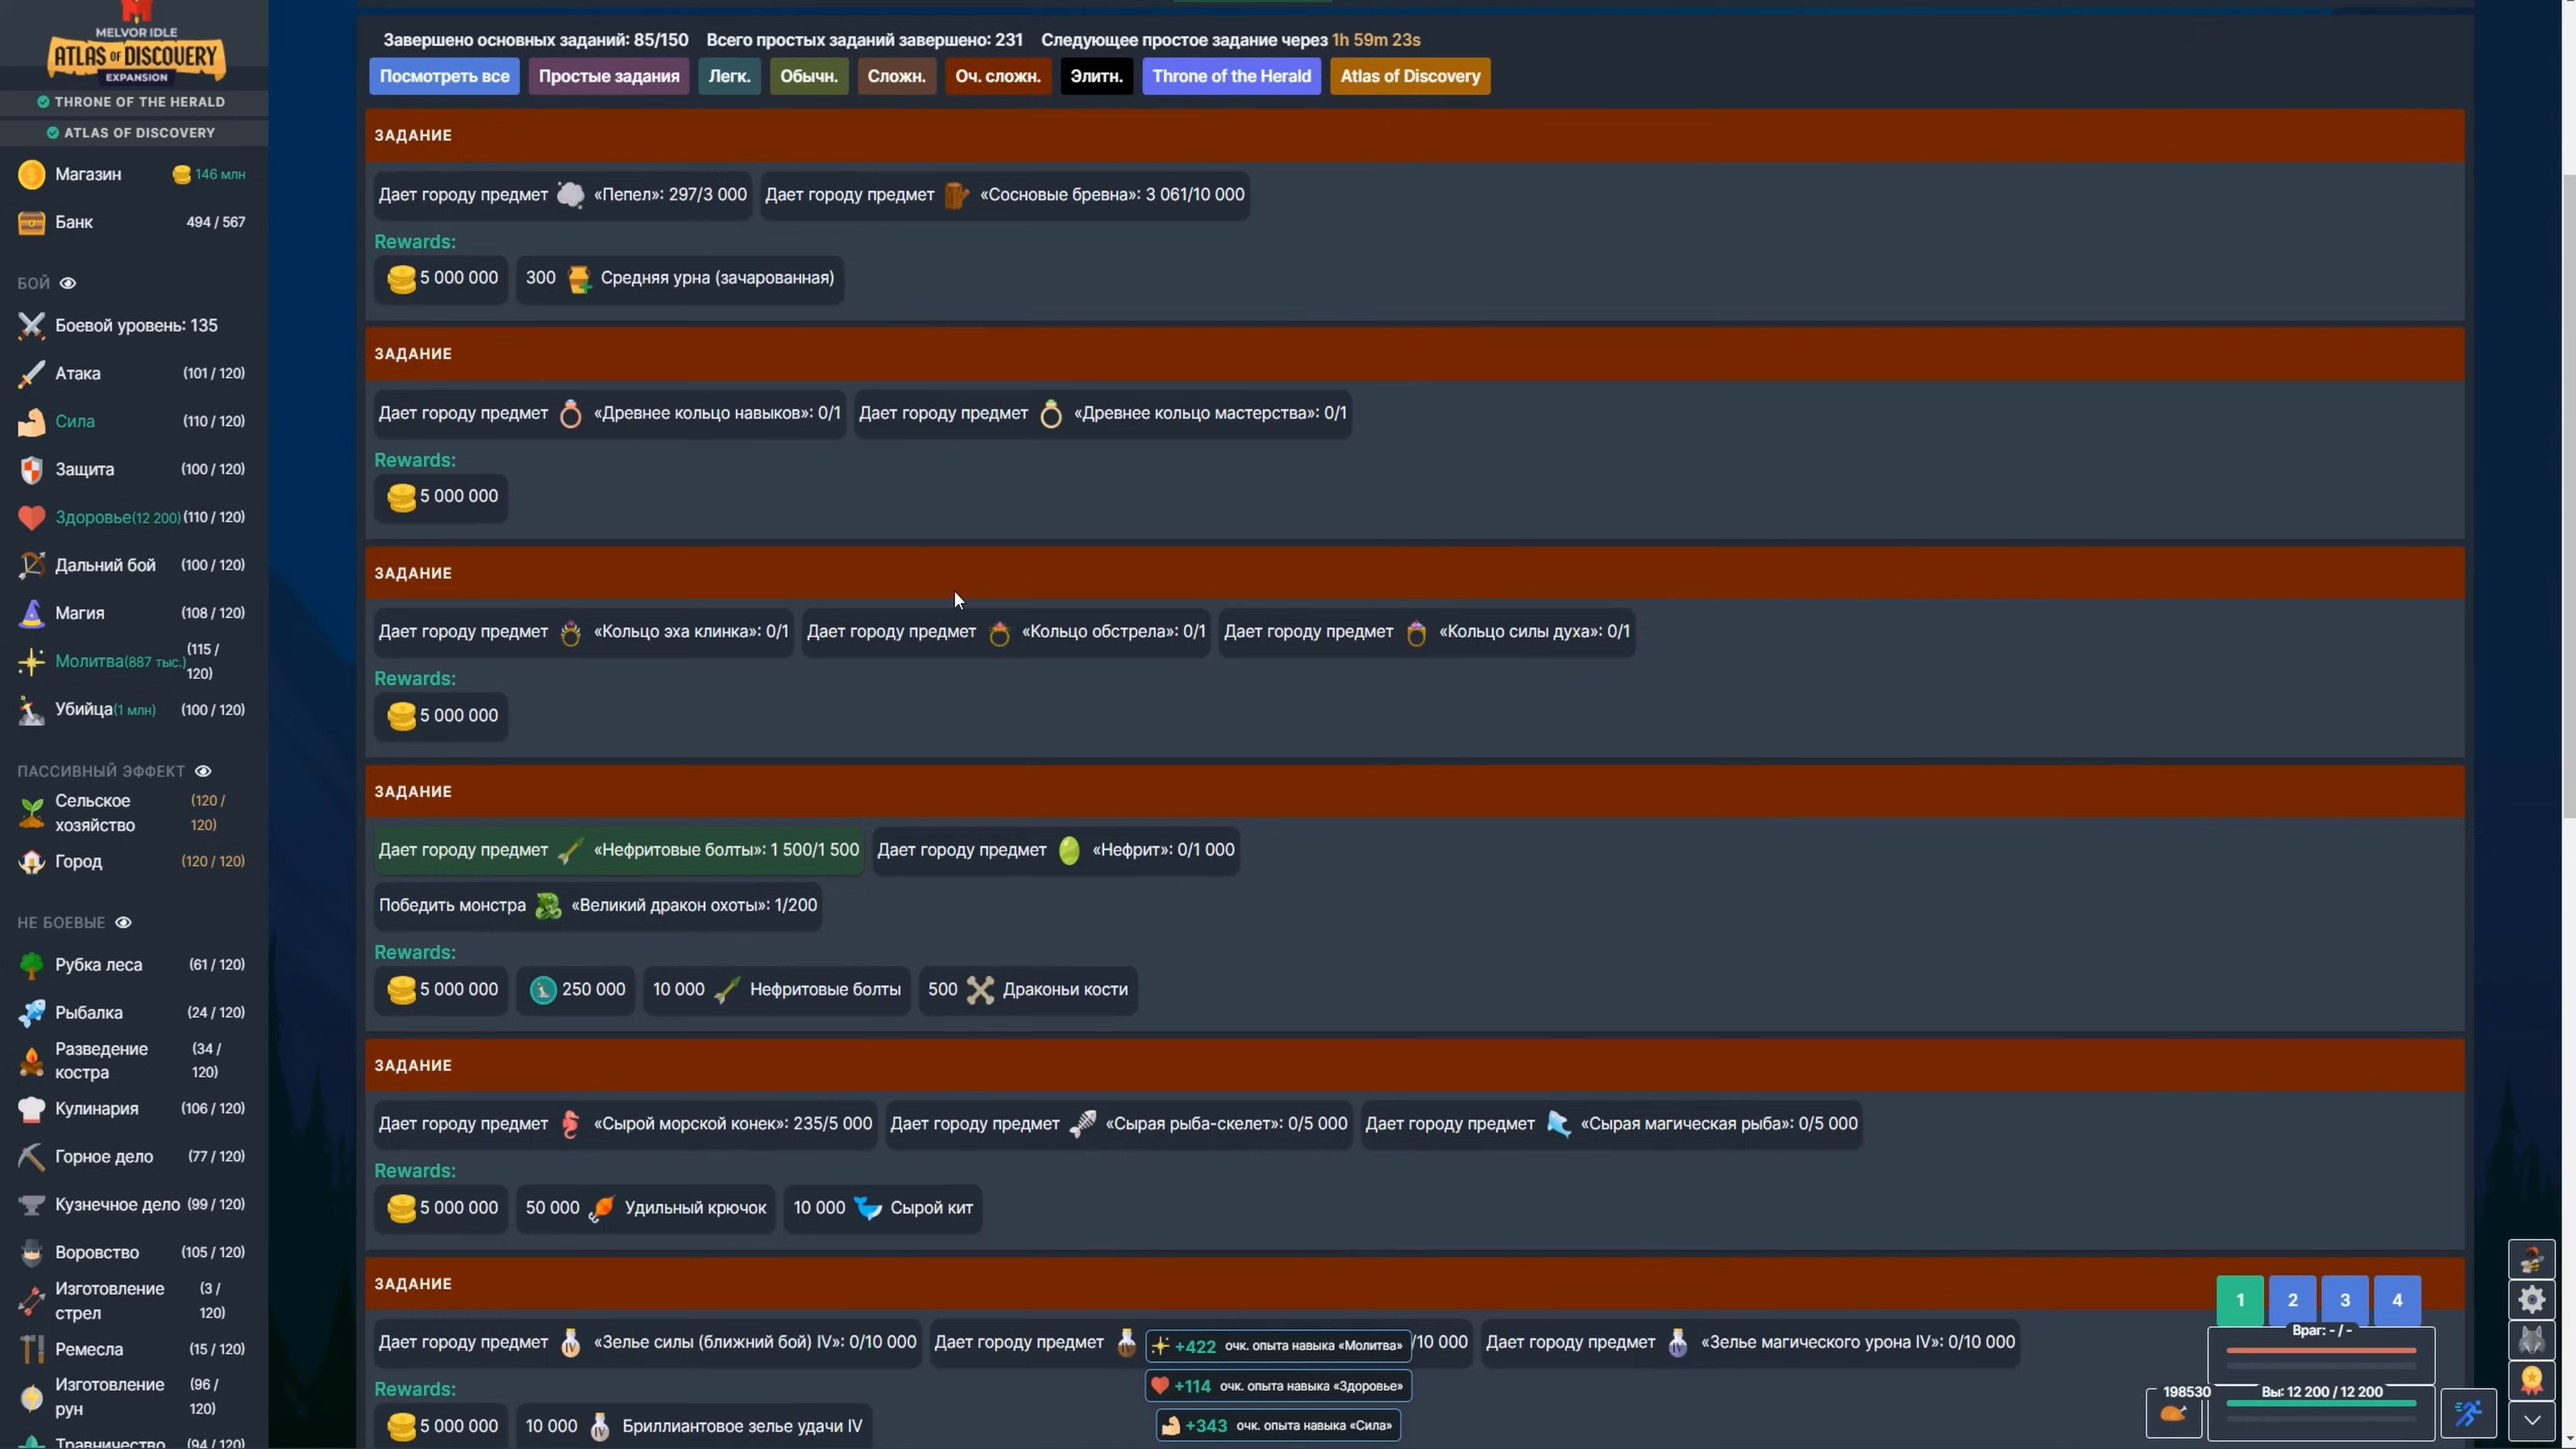 MELVOR IDLE
ATLAS OF DISCOVERY
EXPANSION
THRONE OF THE HERALD
ATLAS OF DISCOVERY
Магазин 146 млн
Банк 494 / 567
БОЙ
Боевой уровень: 135
Атака (101 / 120)
Сила (110 / 120)
Защита (100 / 120)
Здоровье(12 200) (110 / 120)
Дальний бой (100 / 120)
Магия (108 / 120)
Молитва(887 тыс.) (115 / 120)
Убийца(1 млн) (100 / 120)
ПАССИВНЫЙ ЭФФЕКТ
Сельское хозяйство (120 / 120)
Город (120 / 120)
НЕ БОЕВЫЕ
Рубка леса (61 / 120)
Рыбалка (24 / 120)
Разведение костра (34 / 120)
Кулинария (106 / 120)
Горное дело (77 / 120)
Кузнечное дело (99 / 120)
Воровство (105 / 120)
Изготовление стрел (3 / 120)
Ремесла (15 / 120)
Изготовление рун (96 / 120)
Травничество (94 / 120)
Завершено основных заданий: 85/150 Всего простых заданий завершено: 231 Следующее простое задание через 1h 59m 23s
Посмотреть все Простые задания Легк. Обычн. Сложн. Оч. сложн. Элитн. Throne of the Herald Atlas of Discovery
ЗАДАНИЕ
Дает городу предмет «Пепел»: 297/3 000 Дает городу предмет «Сосновые бревна»: 3 061/10 000
Rewards:
5 000 000 300 Средняя урна (зачарованная)
ЗАДАНИЕ
Дает городу предмет «Древнее кольцо навыков»: 0/1 Дает городу предмет «Древнее кольцо мастерства»: 0/1
Rewards:
5 000 000
ЗАДАНИЕ
Дает городу предмет «Кольцо эха клинка»: 0/1 Дает городу предмет «Кольцо обстрела»: 0/1 Дает городу предмет «Кольцо силы духа»: 0/1
Rewards:
5 000 000
ЗАДАНИЕ
Дает городу предмет «Нефритовые болты»: 1 500/1 500 Дает городу предмет «Нефрит»: 0/1 000
Победить монстра «Великий дракон охоты»: 1/200
Rewards:
5 000 000 250 000 10 000 Нефритовые болты 500 Драконьи кости
ЗАДАНИЕ
Дает городу предмет «Сырой морской конек»: 235/5 000 Дает городу предмет «Сырая рыба-скелет»: 0/5 000 Дает городу предмет «Сырая магическая рыба»: 0/5 000
Rewards:
5 000 000 50 000 Удильный крючок 10 000 Сырой кит
ЗАДАНИЕ
Дает городу предмет «Зелье силы (ближний бой) IV»: 0/10 000 Дает городу предмет /10 000 Дает городу предмет «Зелье магического урона IV»: 0/10 000
Rewards:
5 000 000 10 000 Бриллиантовое зелье удачи IV
+422 очк. опыта навыка «Молитва»
+114 очк. опыта навыка «Здоровье»
+343 очк. опыта навыка «Сила»
1 2 3 4
Враг: - / -
198530 Вы: 12 200 / 12 200